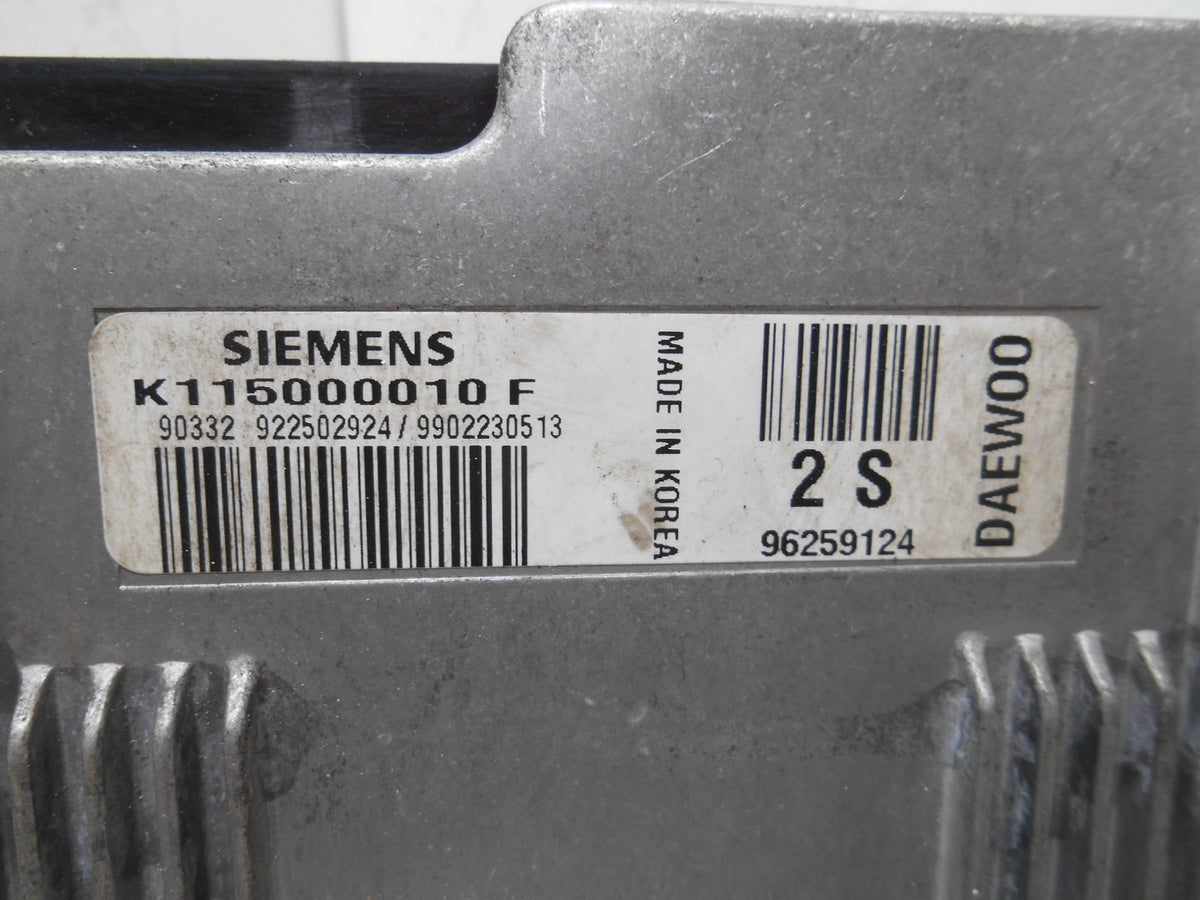 SIEMENS
K115000010 F
90332 922502924/9902230513
MADE IN KOREA
2 S
96259124
DAEWOO